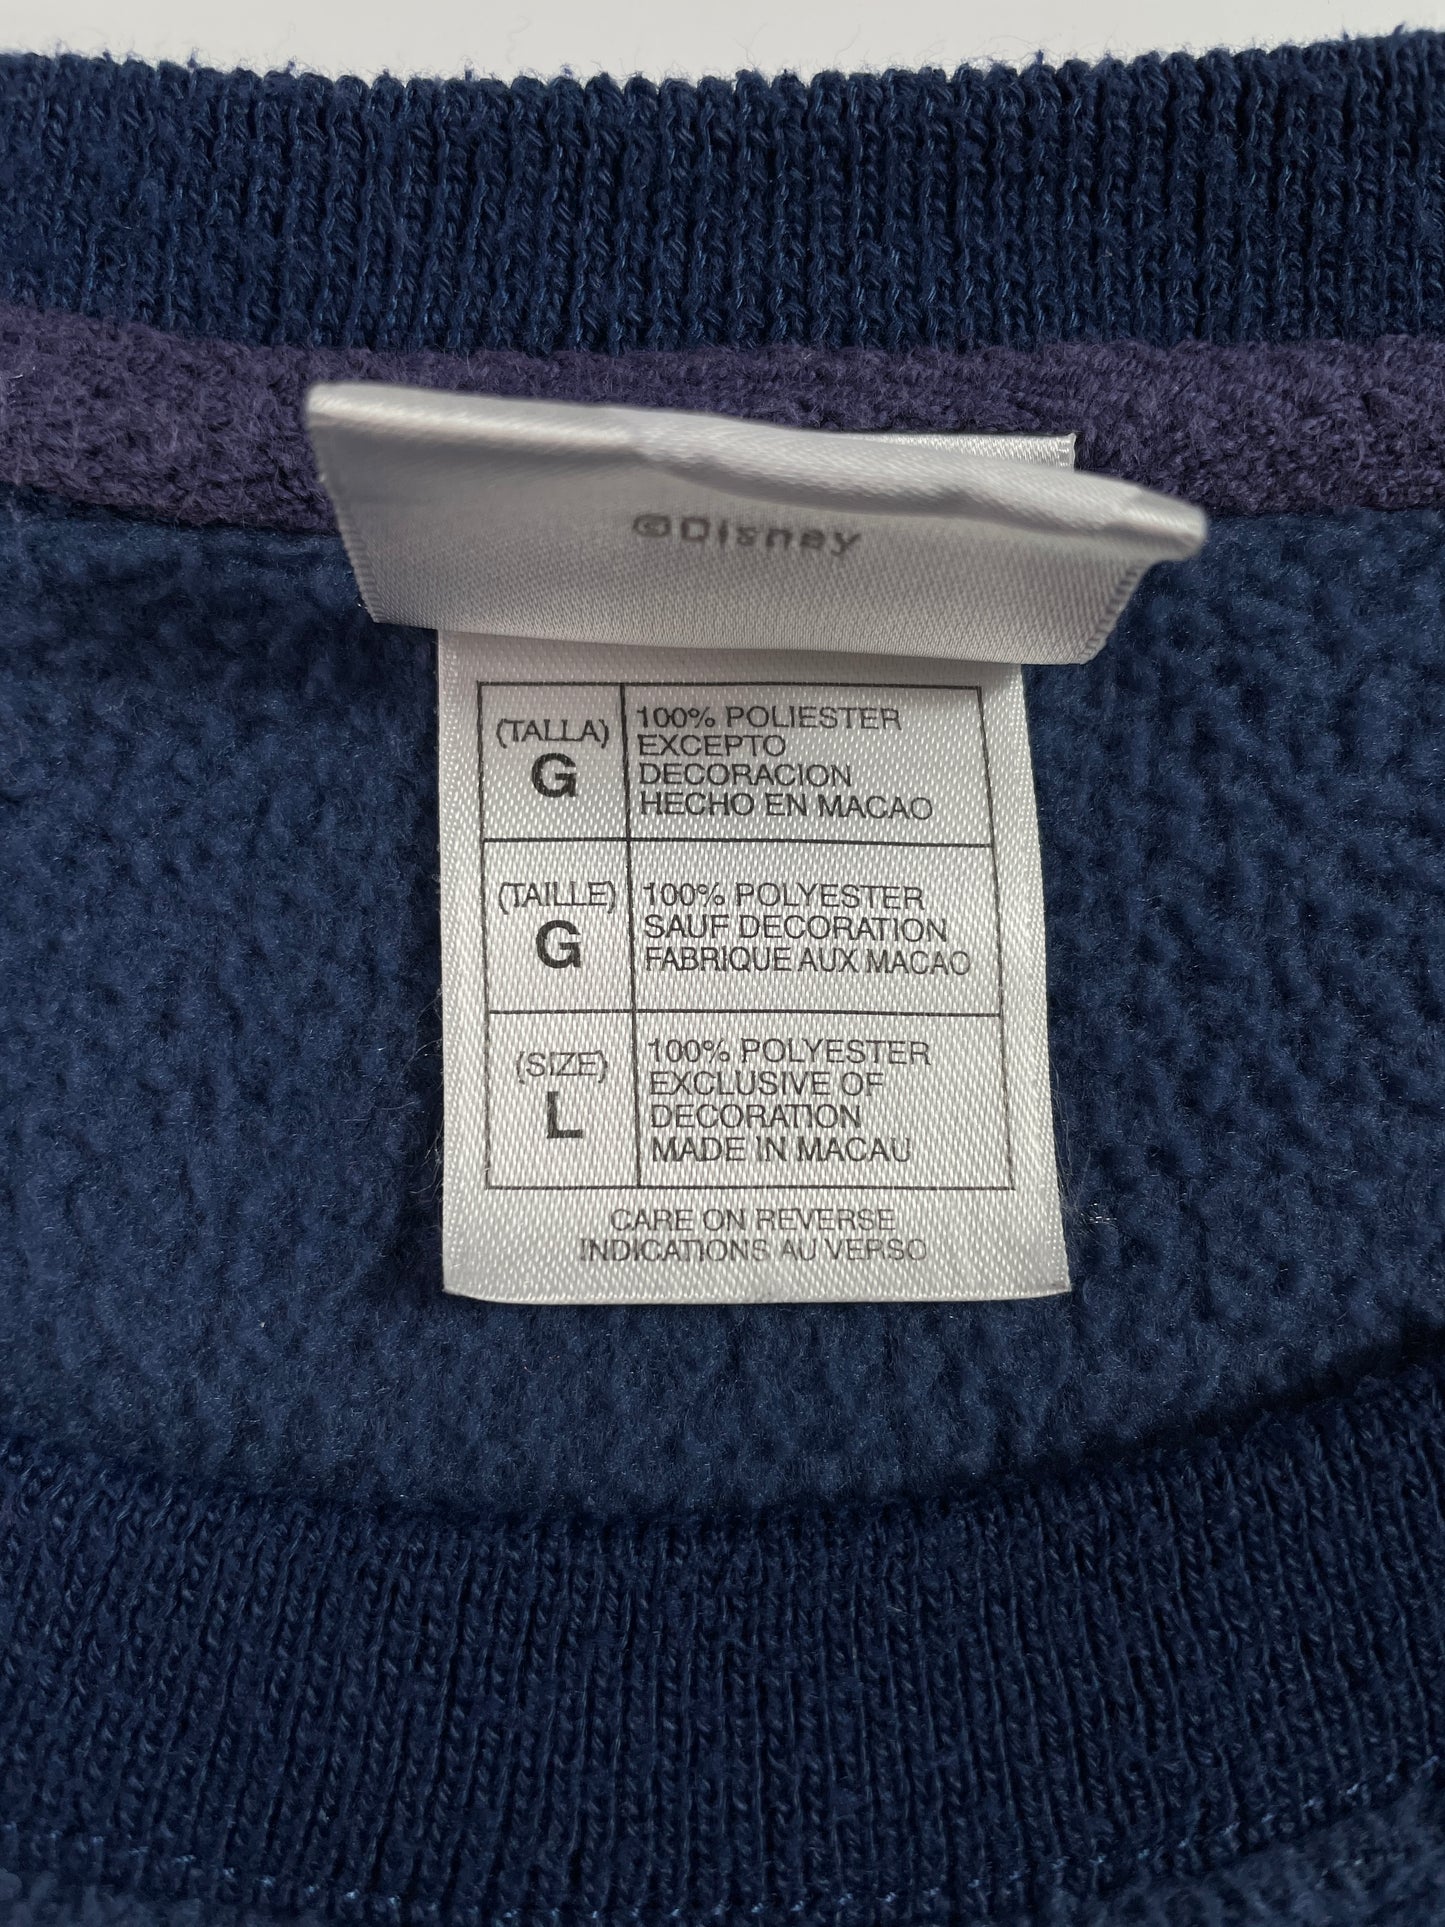 ©Disney
(TALLA)
G
100% POLIESTER
EXCEPTO
DECORACION
HECHO EN MACAO
(TAILLE)
G
100% POLYESTER
SAUF DECORATION
FABRIQUE AUX MACAO
(SIZE)
L
100% POLYESTER
EXCLUSIVE OF
DECORATION
MADE IN MACAU
CARE ON REVERSE
INDICATIONS AU VERSO